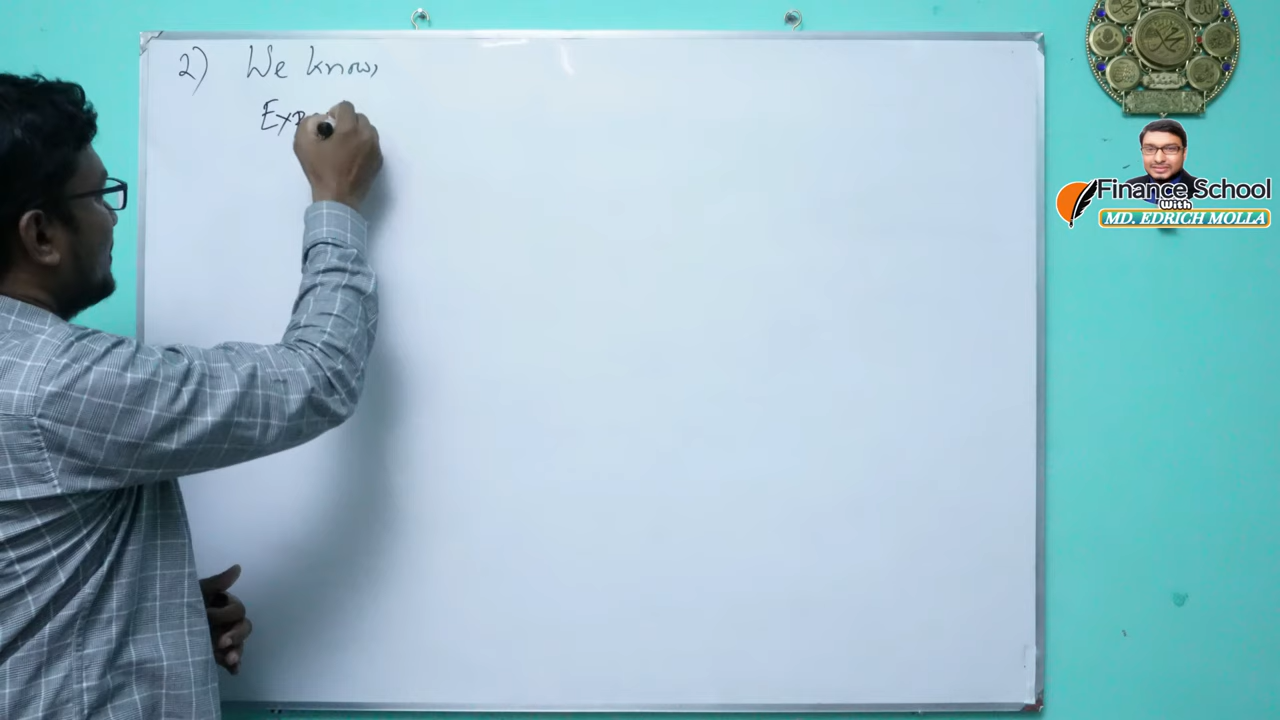 2) We know,
Exp
Finance School
With
MD. EDRICH MOLLA